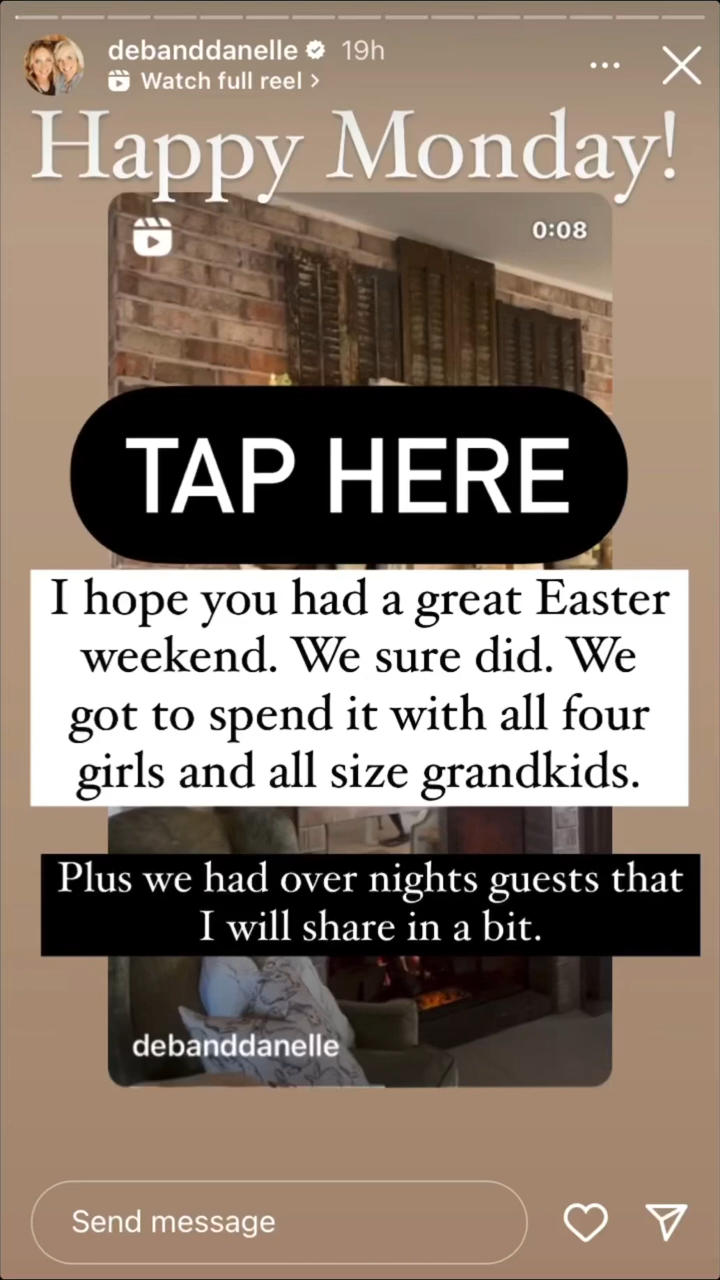 debanddanelle 19h
Watch full reel >
Happy Monday!
0:08
TAP HERE
I hope you had a great Easter
weekend. We sure did. We
got to spend it with all four
girls and all size grandkids.
Plus we had over nights guests that
I will share in a bit.
debanddanelle
Send message